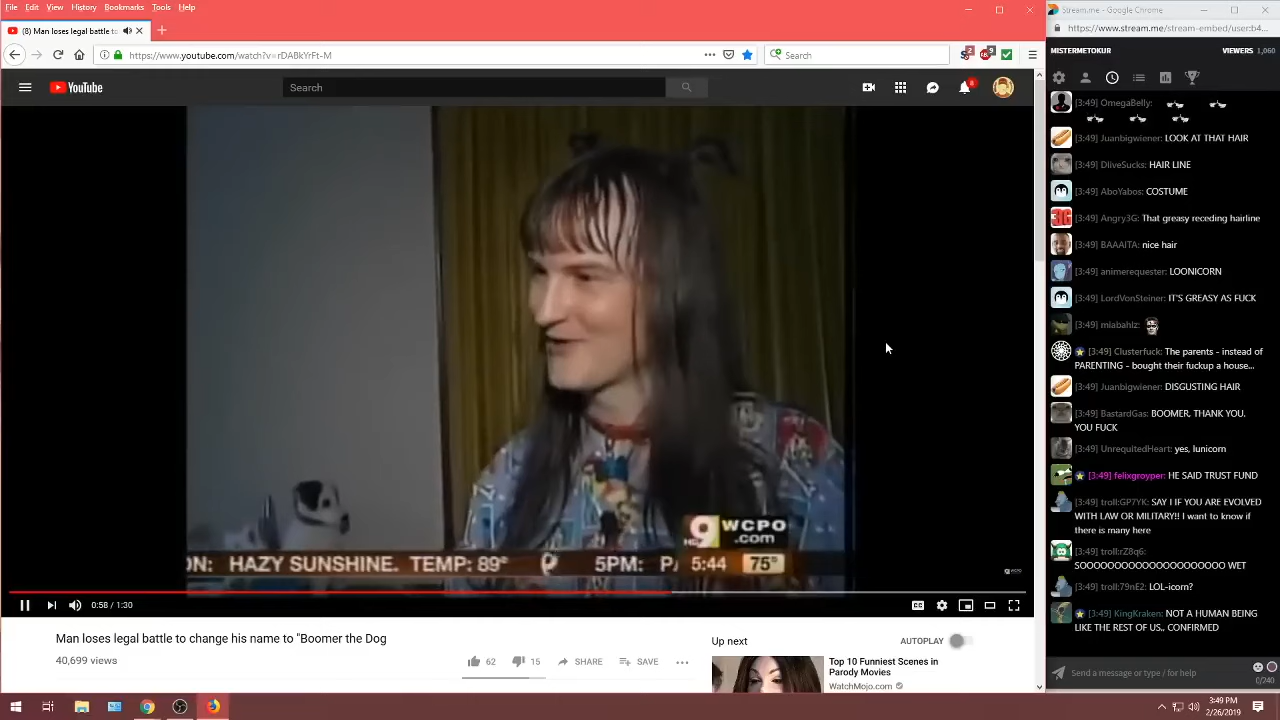 File Edit View History Bookmarks Tools Help
(8) Man loses legal battle t
https://www.youtube.com/watch?v=rDABkYrFt-M
Search
YouTube
Search
8
9 WCPO
.com
N: HAZY SUNSHINE. TEMP: 89° 5PM: P 5:44 75°
0:58 / 1:30
Man loses legal battle to change his name to "Boomer the Dog
40,699 views
62 15 SHARE SAVE
Up next AUTOPLAY
Top 10 Funniest Scenes in
Parody Movies
WatchMojo.com
Stream.me - Google Chrome
https://www.stream.me/stream-embed/user:b4...
MISTERMETOKUR VIEWERS 1,060
[3:49] OmegaBelly:
[3:49] Juanbigwiener: LOOK AT THAT HAIR
[3:49] DliveSucks: HAIR LINE
[3:49] AboYabos: COSTUME
[3:49] Angry3G: That greasy receding hairline
[3:49] BAAAITA: nice hair
[3:49] animerequester: LOONICORN
[3:49] LordVonSteiner: IT'S GREASY AS FUCK
[3:49] miabahlz:
[3:49] Clusterfuck: The parents - instead of
PARENTING - bought their fuckup a house...
[3:49] Juanbigwiener: DISGUSTING HAIR
[3:49] BastardGas: BOOMER, THANK YOU.
YOU FUCK
[3:49] UnrequitedHeart: yes, lunicorn
[3:49] felixgroyper: HE SAID TRUST FUND
[3:49] troll:GP7YK: SAY I IF YOU ARE EVOLVED
WITH LAW OR MILITARY!! I want to know if
there is many here
[3:49] troll:rZ8q6:
SOOOOOOOOOOOOOOOOOOOO WET
[3:49] troll:79nE2: LOL-icorn?
[3:49] KingKraken: NOT A HUMAN BEING
LIKE THE REST OF US.. CONFIRMED
Send a message or type / for help
0/240
3:49 PM
2/26/2019